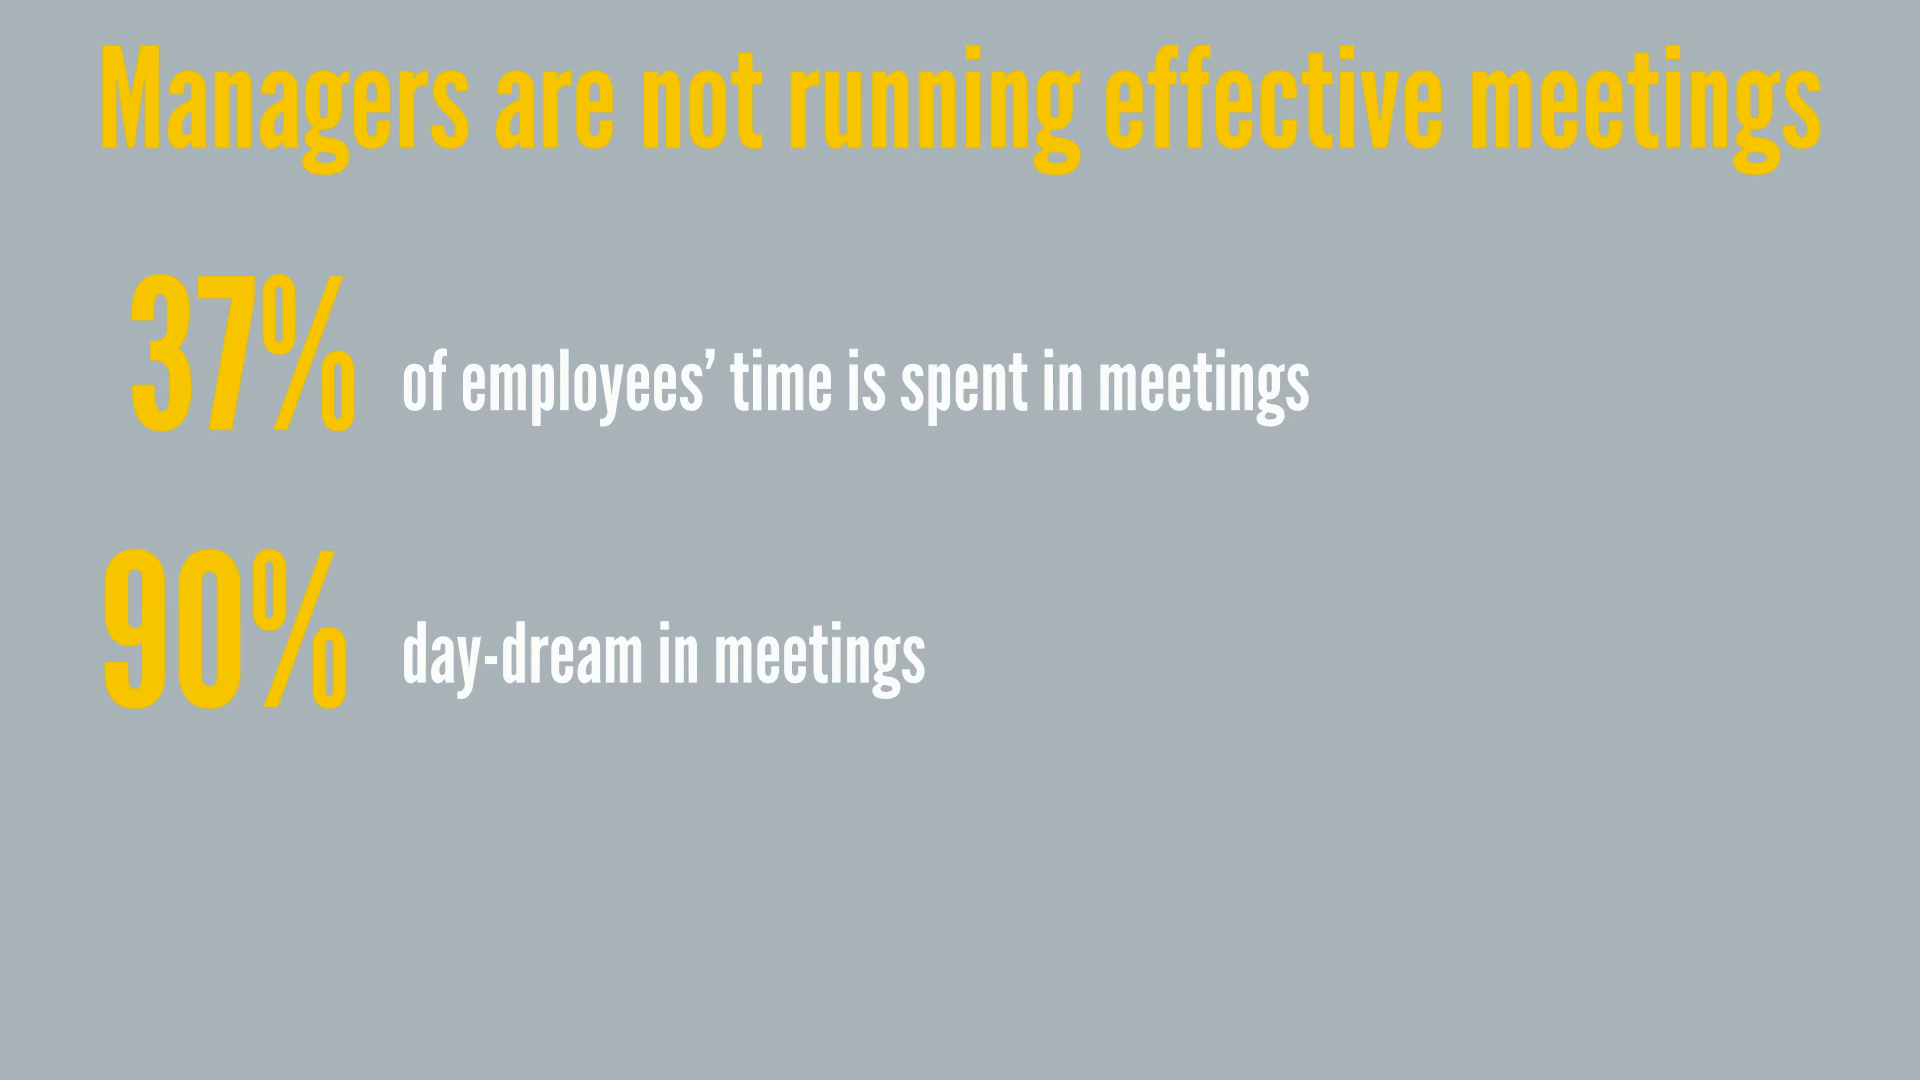 Managers are not running effective meetings
37% of employees’ time is spent in meetings
90% day-dream in meetings